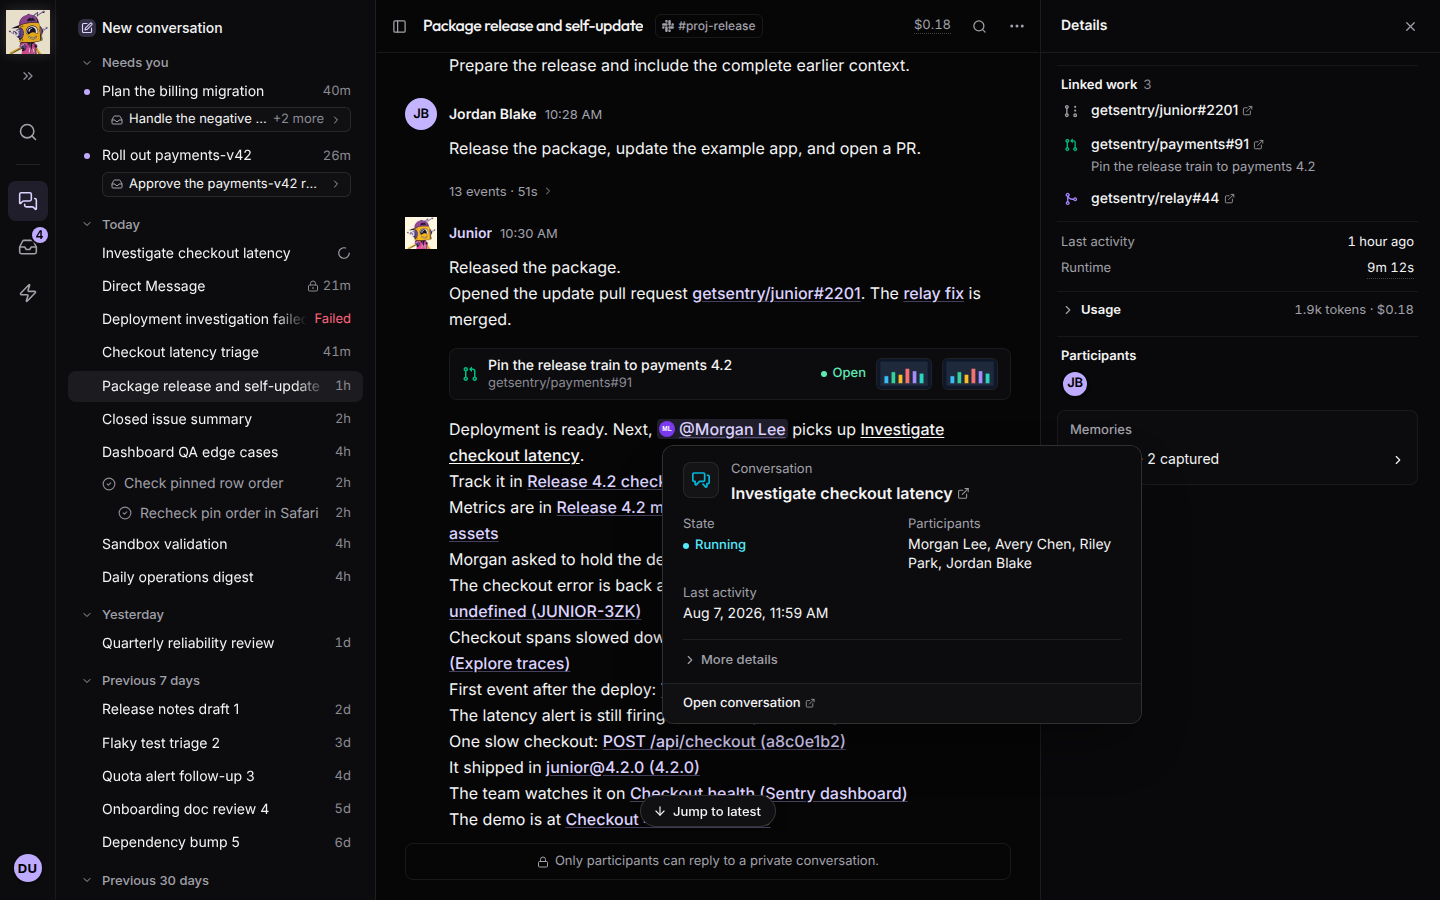 New conversation
Needs you
Plan the billing migration 40m
Handle the negative ... +2 more
Roll out payments-v42 26m
Approve the payments-v42 r...
Today
Investigate checkout latency
Direct Message 21m
Deployment investigation failed Failed
Checkout latency triage 41m
Package release and self-update 1h
Closed issue summary 2h
Dashboard QA edge cases 4h
Check pinned row order 2h
Recheck pin order in Safari 2h
Sandbox validation 4h
Daily operations digest 4h
Yesterday
Quarterly reliability review 1d
Previous 7 days
Release notes draft 1 2d
Flaky test triage 2 3d
Quota alert follow-up 3 4d
Onboarding doc review 4 5d
Dependency bump 5 6d
Previous 30 days
4
DU
Package release and self-update #proj-release $0.18
Prepare the release and include the complete earlier context.
JB Jordan Blake 10:28 AM
Release the package, update the example app, and open a PR.
13 events · 51s
Junior 10:30 AM
Released the package.
Opened the update pull request getsentry/junior#2201. The relay fix is
merged.
Pin the release train to payments 4.2
getsentry/payments#91
Open
Deployment is ready. Next, ML @Morgan Lee picks up Investigate
checkout latency.
Track it in Release 4.2 check
Metrics are in Release 4.2 m
assets
Morgan asked to hold the de
The checkout error is back a
undefined (JUNIOR-3ZK)
Checkout spans slowed dow
(Explore traces)
First event after the deploy:
The latency alert is still firing
One slow checkout: POST /api/checkout (a8c0e1b2)
It shipped in junior@4.2.0 (4.2.0)
The team watches it on Checkout health (Sentry dashboard)
The demo is at Checkout
Jump to latest
Only participants can reply to a private conversation.
Conversation
Investigate checkout latency
State
Running
Participants
Morgan Lee, Avery Chen, Riley
Park, Jordan Blake
Last activity
Aug 7, 2026, 11:59 AM
More details
Open conversation
Details
Linked work 3
getsentry/junior#2201
getsentry/payments#91
Pin the release train to payments 4.2
getsentry/relay#44
Last activity 1 hour ago
Runtime 9m 12s
Usage 1.9k tokens · $0.18
Participants
JB
Memories
2 captured